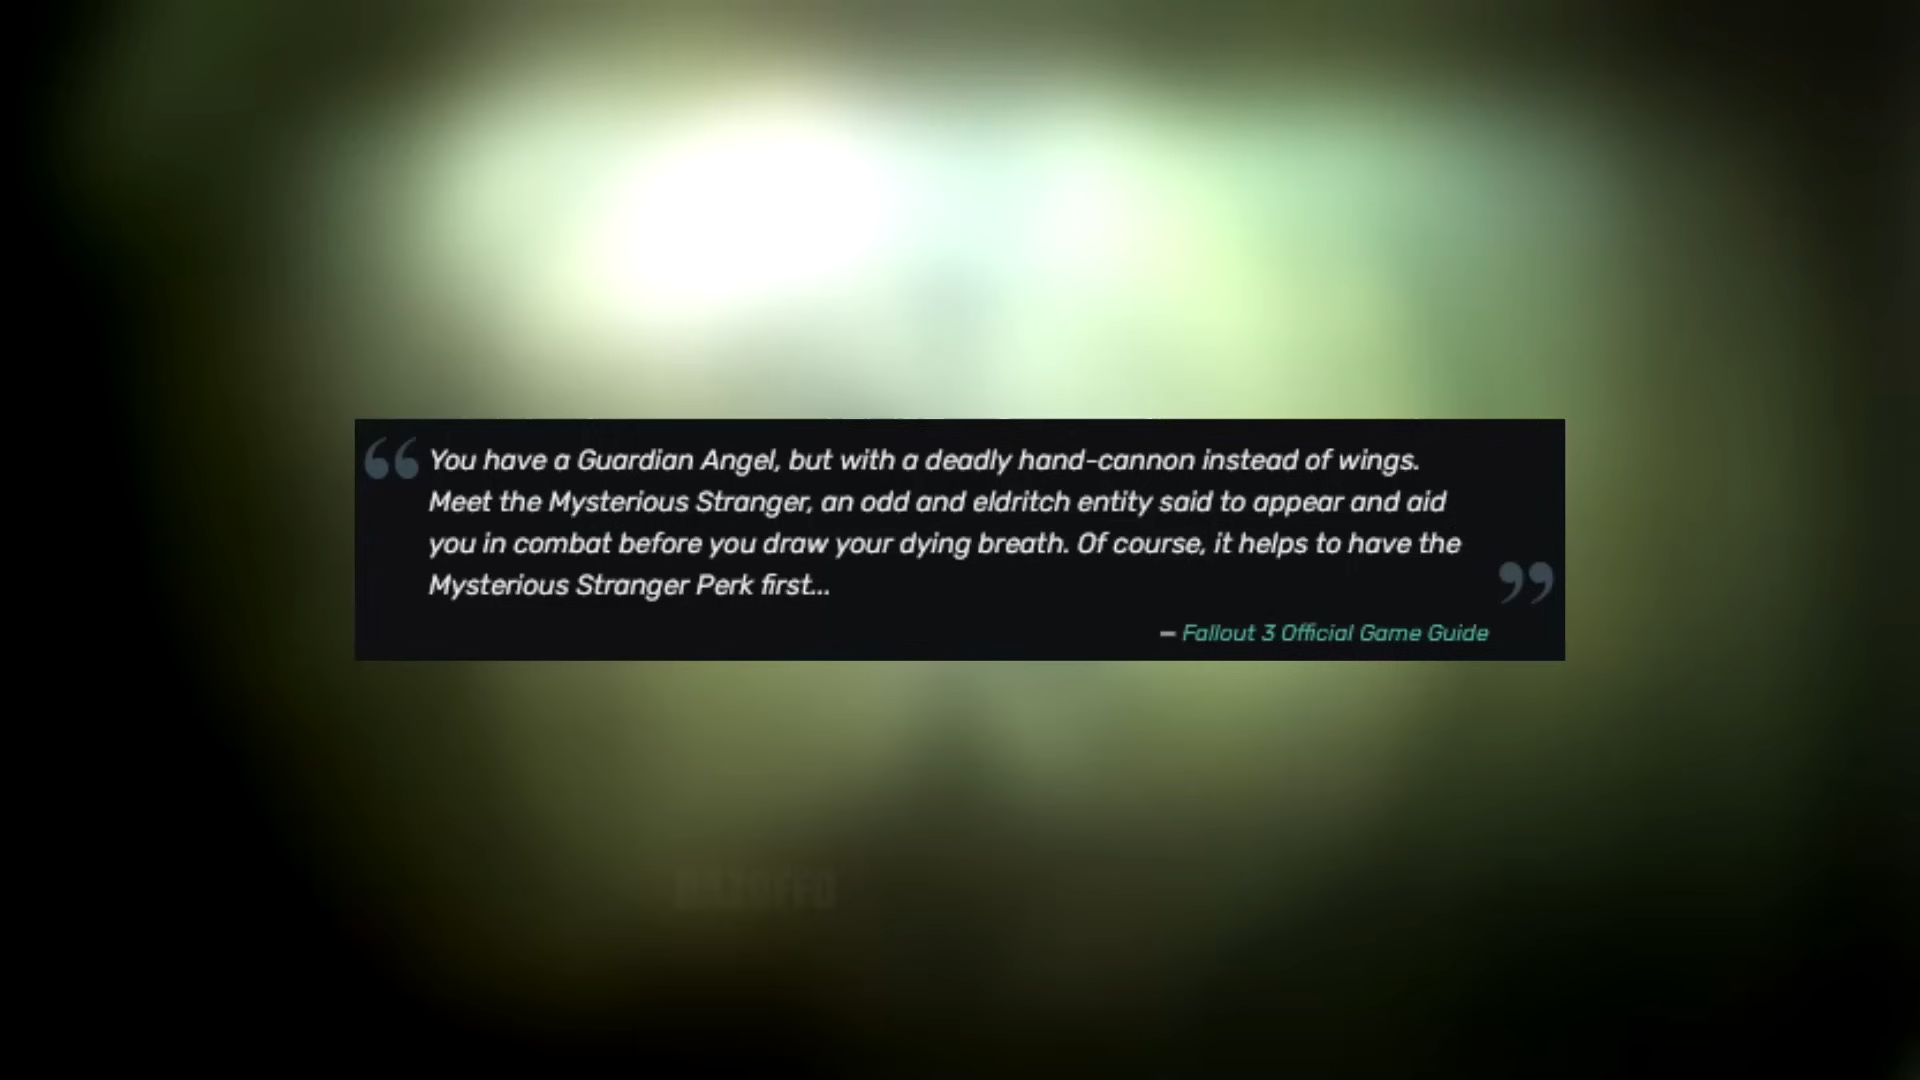 “You have a Guardian Angel, but with a deadly hand-cannon instead of wings.
Meet the Mysterious Stranger, an odd and eldritch entity said to appear and aid
you in combat before you draw your dying breath. Of course, it helps to have the
Mysterious Stranger Perk first...”
– Fallout 3 Official Game Guide